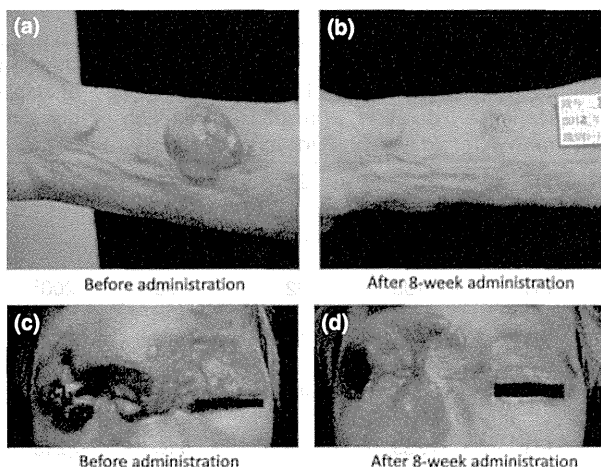 (a)
(b)
Before administration
After 8-week administration
(c)
(d)
Before administration
After 8-week administration